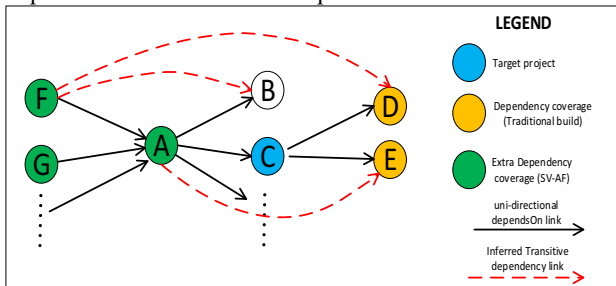 LEGEND
F
B
D
Target project
A
C
E
G
Dependency coverage
(Traditional build)
Extra Dependency
coverage (SV-AF)
uni-directional
dependsOn link
Inferred Transitive
dependency link